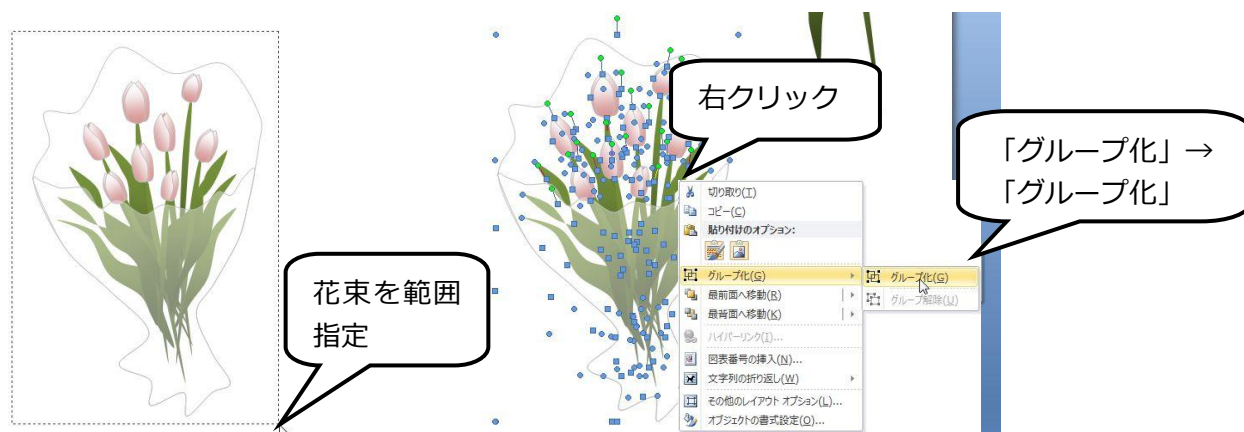 右クリック
「グループ化」→
「グループ化」
花束を範囲
指定
切り取り(T)
コピー(C)
貼り付けのオプション:
グループ化(G)
最前面へ移動(R)
最背面へ移動(K)
ハイパーリンク(I)...
図表番号の挿入(N)...
文字列の折り返し(W)
その他のレイアウト オプション(L)...
オブジェクトの書式設定(O)...
グループ化(G)
グループ解除(U)